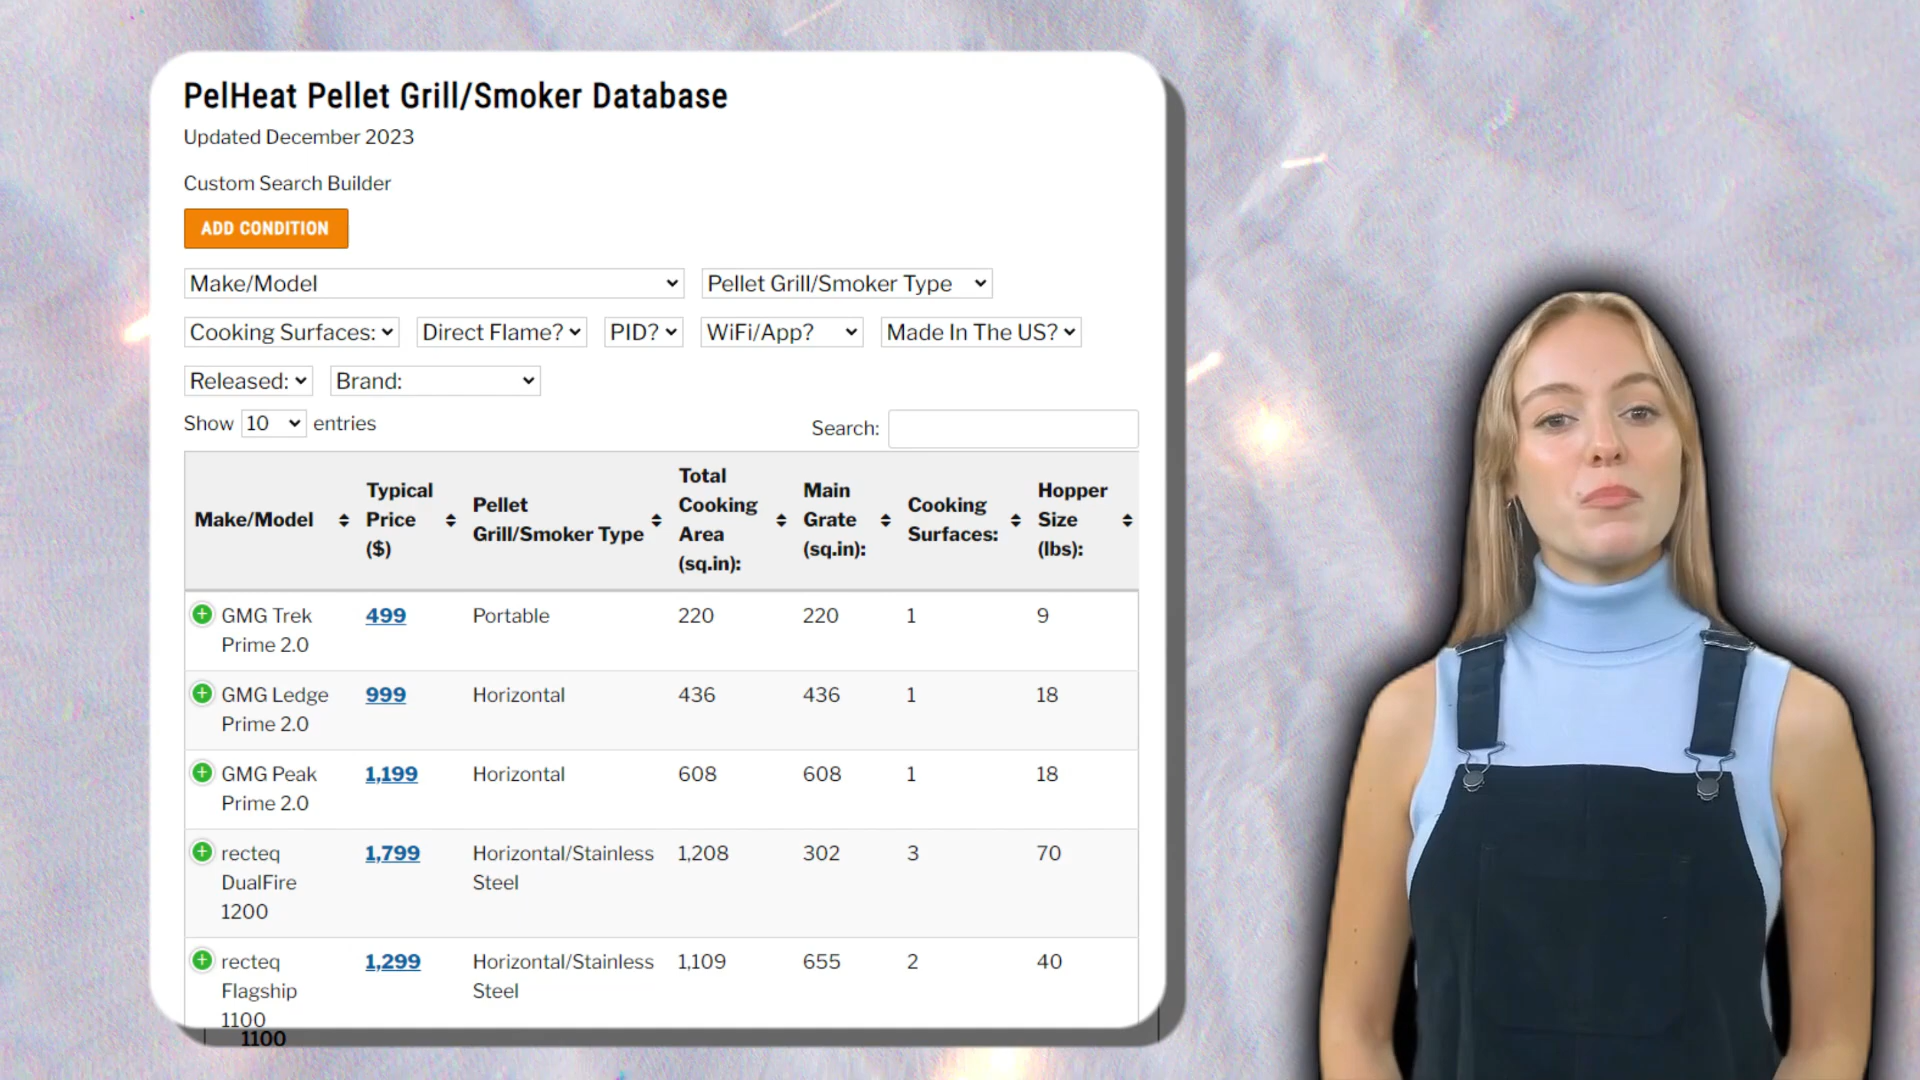 PelHeat Pellet Grill/Smoker Database
Updated December 2023
Custom Search Builder
ADD CONDITION
Make/Model Pellet Grill/Smoker Type
Cooking Surfaces: Direct Flame? PID? WiFi/App? Made In The US?
Released: Brand:
Show 10 entries Search:
Make/Model Typical Price ($) Pellet Grill/Smoker Type Total Cooking Area (sq.in): Main Grate (sq.in): Cooking Surfaces: Hopper Size (lbs):
GMG Trek 499 Portable 220 220 1 9
Prime 2.0
GMG Ledge 999 Horizontal 436 436 1 18
Prime 2.0
GMG Peak 1,199 Horizontal 608 608 1 18
Prime 2.0
recteq 1,799 Horizontal/Stainless 1,208 302 3 70
DualFire Steel
1200
recteq 1,299 Horizontal/Stainless 1,109 655 2 40
Flagship Steel
1100
1100